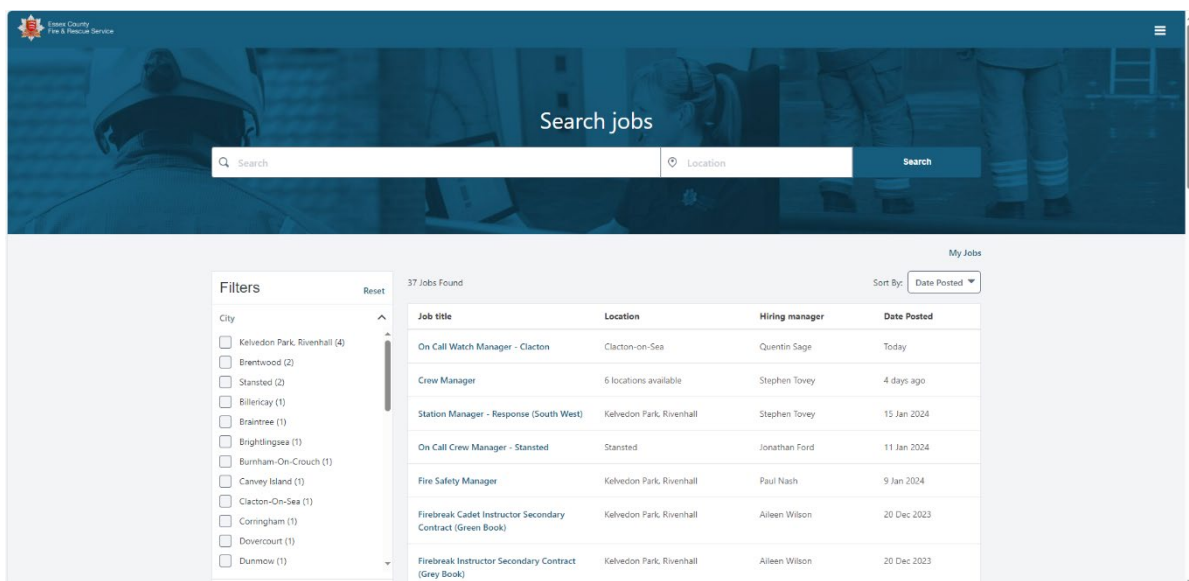 Essex County
Fire & Rescue Service
Search jobs
Search
Location
Search
My Jobs
Filters
Reset
37 Jobs Found
Sort By: Date Posted
City
Kelvedon Park, Rivenhall (4)
Brentwood (2)
Stansted (2)
Billericay (1)
Braintree (1)
Brightlingsea (1)
Burnham-On-Crouch (1)
Canvey Island (1)
Clacton-On-Sea (1)
Corringham (1)
Dovercourt (1)
Dunmow (1)
Job title Location Hiring manager Date Posted
On Call Watch Manager - Clacton Clacton-on-Sea Quentin Sage Today
Crew Manager 6 locations available Stephen Tovey 4 days ago
Station Manager - Response (South West) Kelvedon Park, Rivenhall Stephen Tovey 15 Jan 2024
On Call Crew Manager - Stansted Stansted Jonathan Ford 11 Jan 2024
Fire Safety Manager Kelvedon Park, Rivenhall Paul Nash 9 Jan 2024
Firebreak Cadet Instructor Secondary Kelvedon Park, Rivenhall Aileen Wilson 20 Dec 2023
Contract (Green Book)
Firebreak Instructor Secondary Contract Kelvedon Park, Rivenhall Aileen Wilson 20 Dec 2023
(Grey Book)